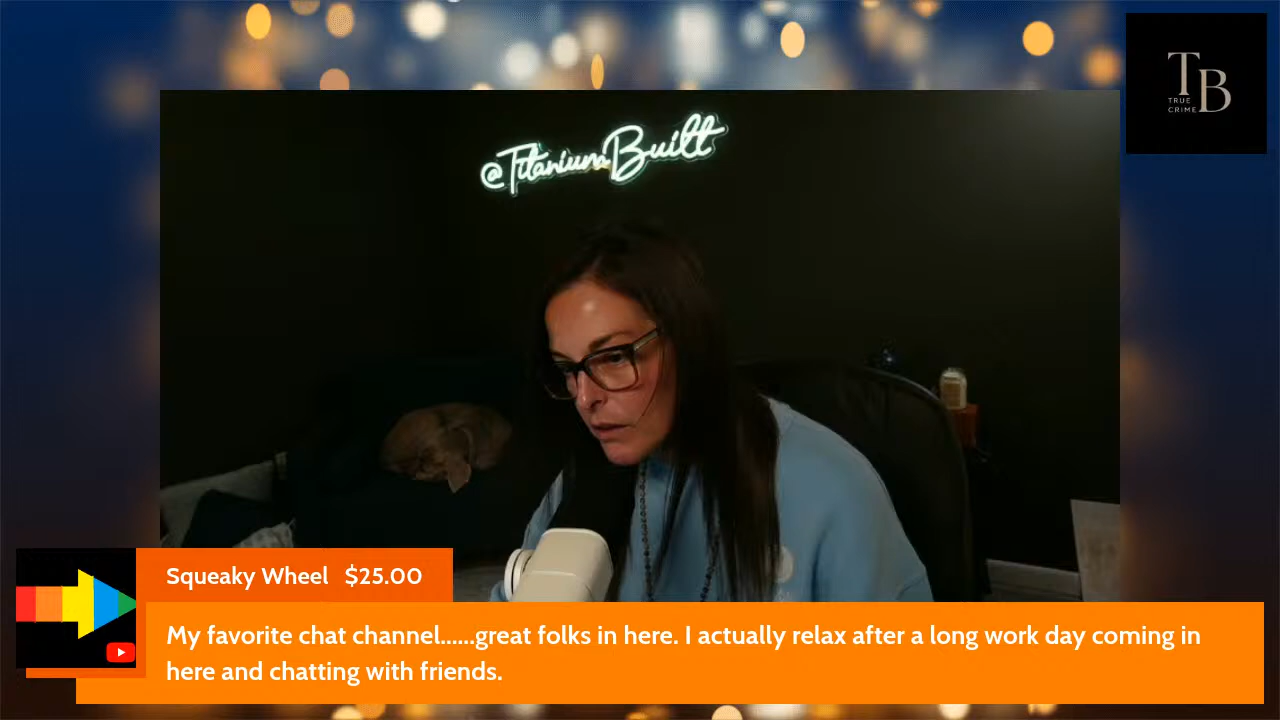 TB
TRUE
CRIME
@TitaniumBuilt
Squeaky Wheel $25.00
My favorite chat channel......great folks in here. I actually relax after a long work day coming in
here and chatting with friends.